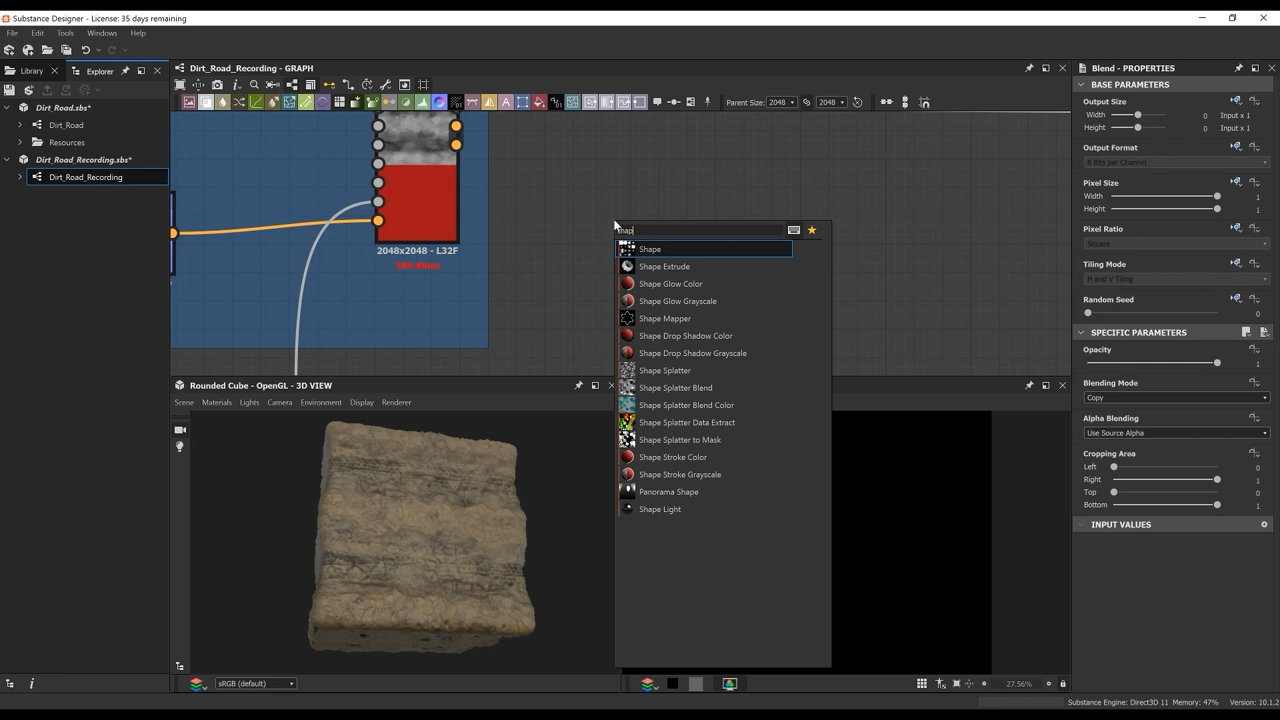 Substance Designer - License: 35 days remaining
File Edit Tools Windows Help
Library Explorer
Dirt_Road.sbs*
Dirt_Road
Resources
Dirt_Road_Recording.sbs*
Dirt_Road_Recording
Dirt_Road_Recording - GRAPH
Parent Size: 2048 2048
2048x2048 - L32F
shap
Shape
Shape Extrude
Shape Glow Color
Shape Glow Grayscale
Shape Mapper
Shape Drop Shadow Color
Shape Drop Shadow Grayscale
Shape Splatter
Shape Splatter Blend
Shape Splatter Blend Color
Shape Splatter Data Extract
Shape Splatter to Mask
Shape Stroke Color
Shape Stroke Grayscale
Panorama Shape
Shape Light
Rounded Cube - OpenGL - 3D VIEW
Scene Materials Lights Camera Environment Display Renderer
sRGB (default)
27.56%
Blend - PROPERTIES
BASE PARAMETERS
Output Size
Width 0 Input x 1
Height 0 Input x 1
Output Format
8 Bits per Channel
Pixel Size
Width 1
Height 1
Pixel Ratio
Square
Tiling Mode
H and V Tiling
Random Seed
0
SPECIFIC PARAMETERS
Opacity
1
Blending Mode
Copy
Alpha Blending
Use Source Alpha
Cropping Area
Left 0
Right 1
Top 0
Bottom 1
INPUT VALUES
Substance Engine: Direct3D 11 Memory: 47% Version: 10.1.2